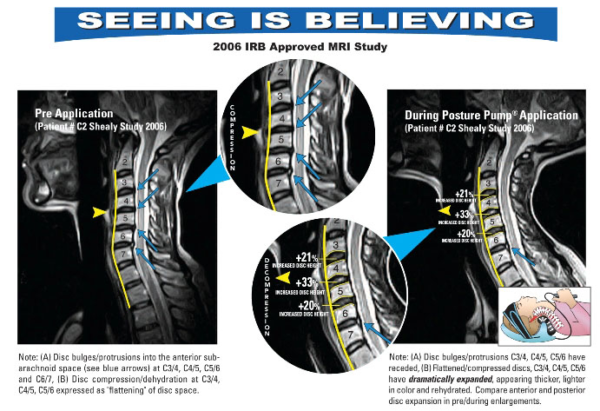 SEEING IS BELIEVING
2006 IRB Approved MRI Study
Pre Application
(Patient # C2 Shealy Study 2006)
2
3
4
5
6
7
COMPRESSION
2
3
4
5
6
7
During Posture Pump® Application
(Patient # C2 Shealy Study 2006)
2
3
4
5
6
7
+21%
INCREASED DISC HEIGHT
+33%
INCREASED DISC HEIGHT
+20%
INCREASED DISC HEIGHT
DECOMPRESSION
+21%
INCREASED DISC HEIGHT
+33%
INCREASED DISC HEIGHT
+20%
INCREASED DISC HEIGHT
3
4
5
6
7
Note: (A) Disc bulges/protrusions into the anterior sub-
arachnoid space (see blue arrows) at C3/4, C4/5, C5/6
and C6/7, (B) Disc compression/dehydration at C3/4,
C4/5, C5/6 expressed as "flattening" of disc space.
Note: (A) Disc bulges/protrusions C3/4, C4/5, C5/6 have
receded, (B) Flattened/compressed discs, C3/4, C4/5, C5/6
have dramatically expanded, appearing thicker, lighter
in color and rehydrated. Compare anterior and posterior
disc expansion in pre/during enlargements.